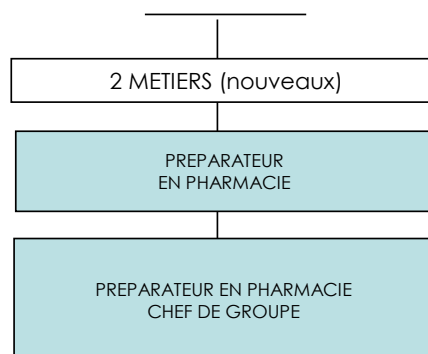 2 METIERS (nouveaux)
PREPARATEUR
EN PHARMACIE
PREPARATEUR EN PHARMACIE
CHEF DE GROUPE